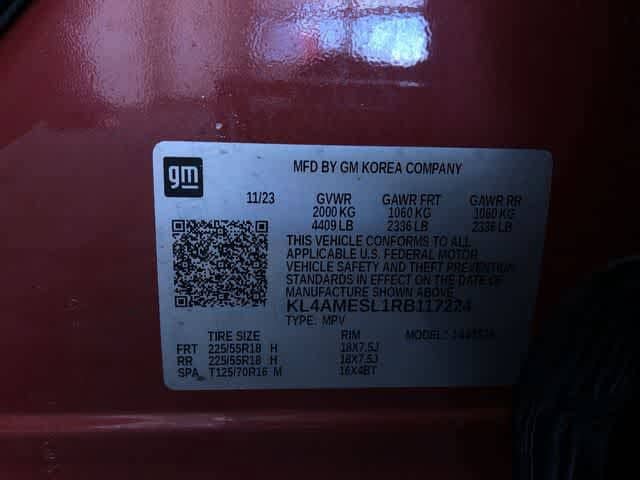 gm
MFD BY GM KOREA COMPANY
11/23 GVWR GAWR FRT GAWR RR
2000 KG 1060 KG 1060 KG
4409 LB 2336 LB 2336 LB
THIS VEHICLE CONFORMS TO ALL
APPLICABLE U.S. FEDERAL MOTOR
VEHICLE SAFETY AND THEFT PREVENTION
STANDARDS IN EFFECT ON THE DATE OF
MANUFACTURE SHOWN ABOVE
KL4AMESL1RB117224
TYPE: MPV
TIRE SIZE RIM MODEL:
FRT 225/55R18 H 18X7.5J
RR 225/55R18 H 18X7.5J
SPA T125/70R16 M 16X4BT